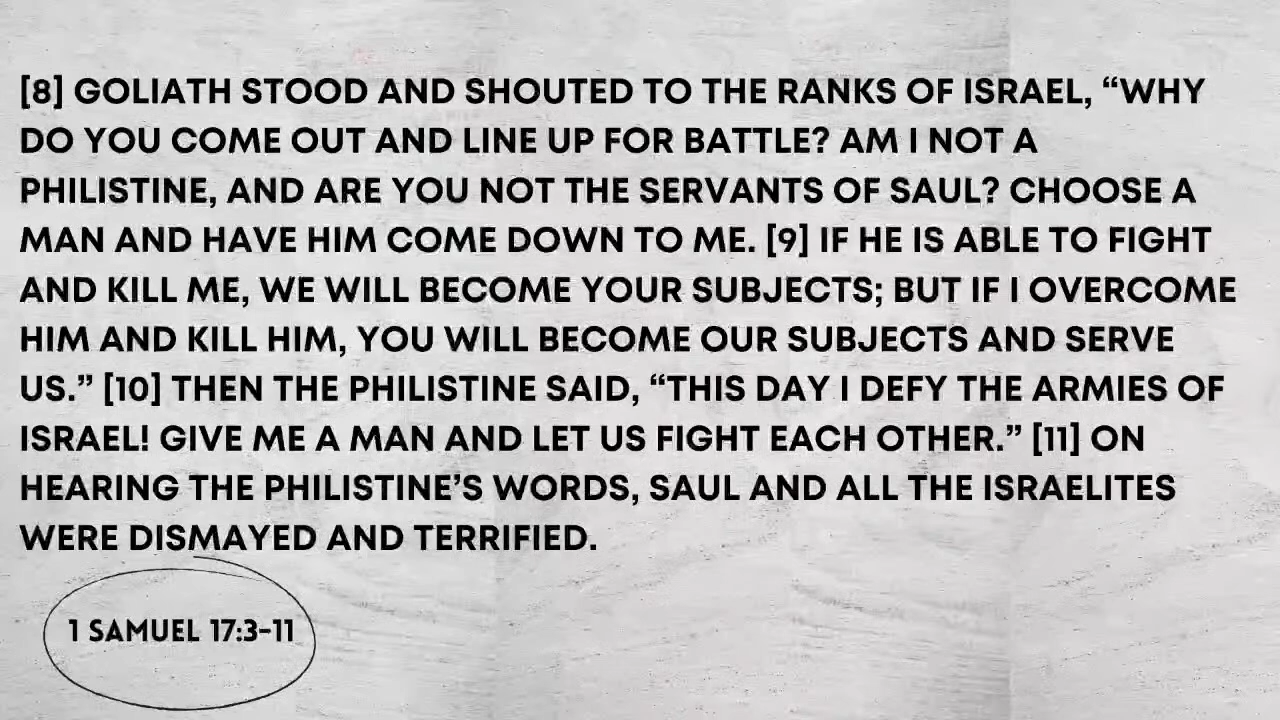 [8] GOLIATH STOOD AND SHOUTED TO THE RANKS OF ISRAEL, “WHY
DO YOU COME OUT AND LINE UP FOR BATTLE? AM I NOT A
PHILISTINE, AND ARE YOU NOT THE SERVANTS OF SAUL? CHOOSE A
MAN AND HAVE HIM COME DOWN TO ME. [9] IF HE IS ABLE TO FIGHT
AND KILL ME, WE WILL BECOME YOUR SUBJECTS; BUT IF I OVERCOME
HIM AND KILL HIM, YOU WILL BECOME OUR SUBJECTS AND SERVE
US.” [10] THEN THE PHILISTINE SAID, “THIS DAY I DEFY THE ARMIES OF
ISRAEL! GIVE ME A MAN AND LET US FIGHT EACH OTHER.” [11] ON
HEARING THE PHILISTINE’S WORDS, SAUL AND ALL THE ISRAELITES
WERE DISMAYED AND TERRIFIED.
1 SAMUEL 17:3-11